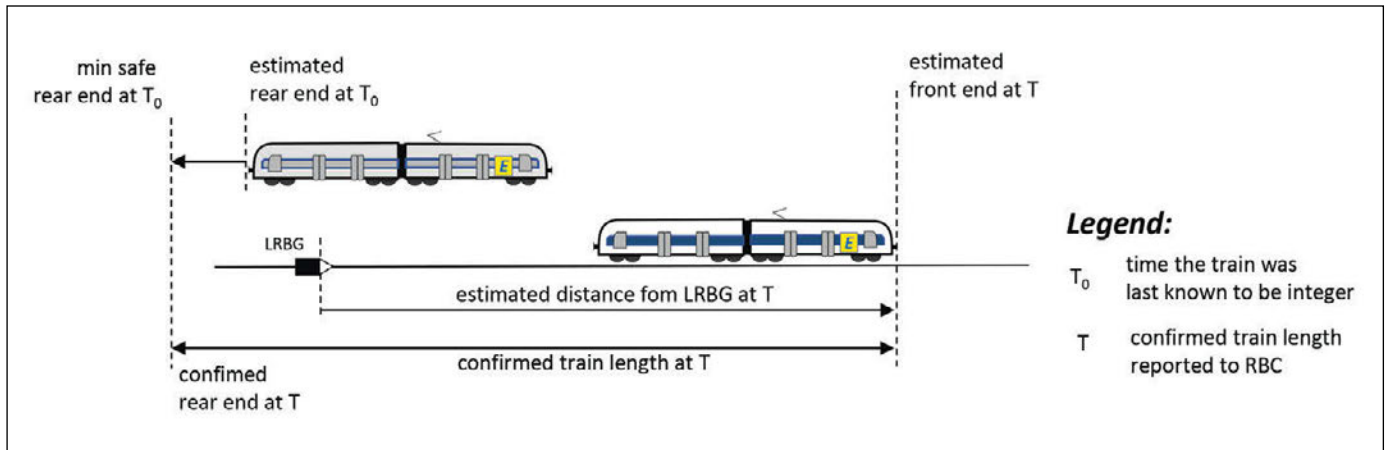 min safe
rear end at T0
estimated
rear end at T0
estimated
front end at T
E
LRBG
E
estimated distance fom LRBG at T
confirmed train length at T
confimed
rear end at T
Legend:
T0 time the train was
last known to be integer
T confirmed train length
reported to RBC